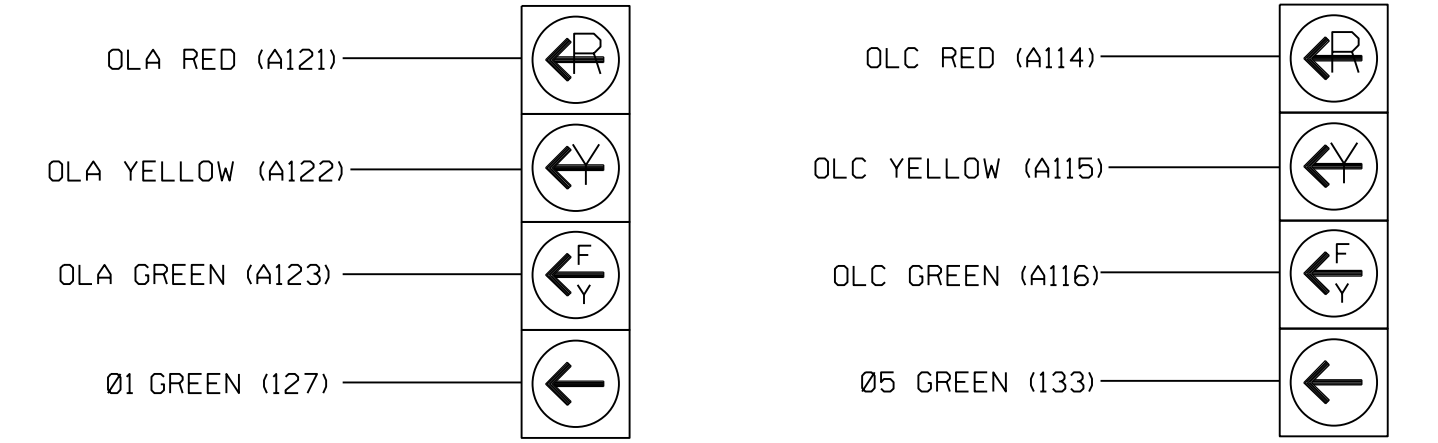 OLA RED (A121)
R
OLA YELLOW (A122)
Y
OLA GREEN (A123)
F
Y
Ø1 GREEN (127)
OLC RED (A114)
R
OLC YELLOW (A115)
Y
OLC GREEN (A116)
F
Y
Ø5 GREEN (133)